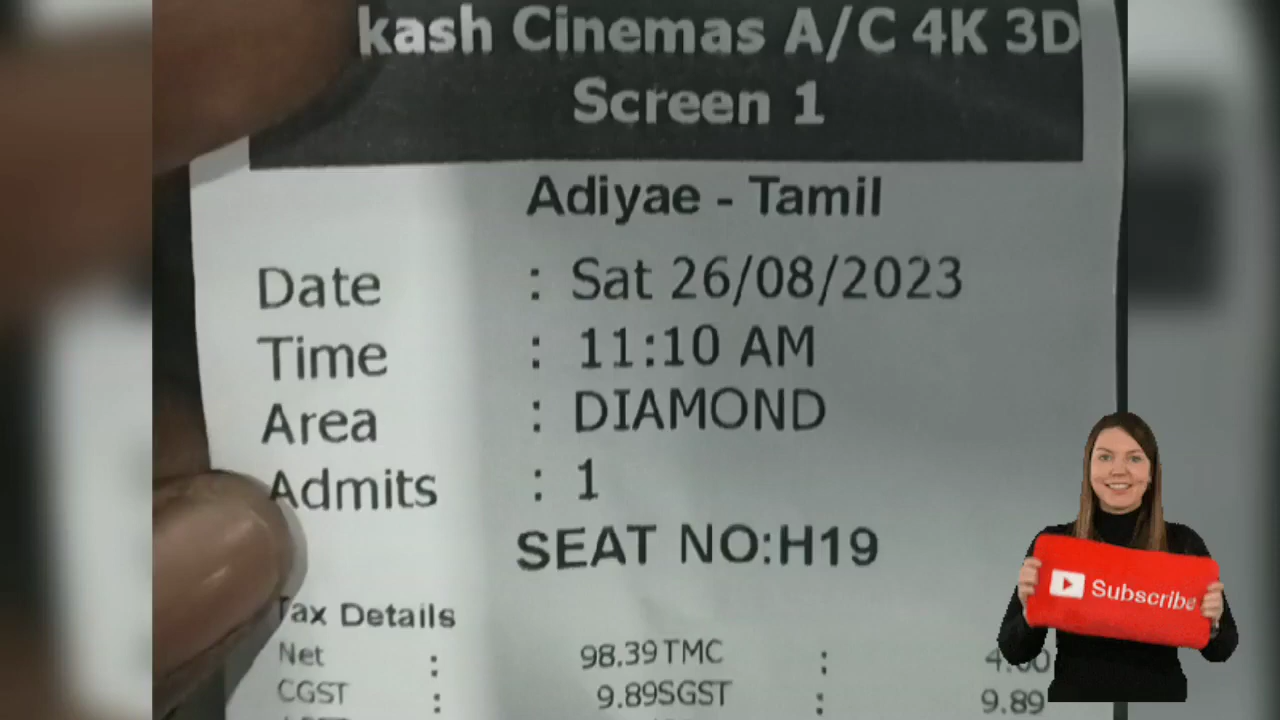 kash Cinemas A/C 4K 3D
Screen 1
Adiyae - Tamil
Date : Sat 26/08/2023
Time : 11:10 AM
Area : DIAMOND
Admits : 1
SEAT NO:H19
Tax Details
Net : 98.39 TMC : 4.00
CGST : 9.89 SGST : 9.89
Subscribe